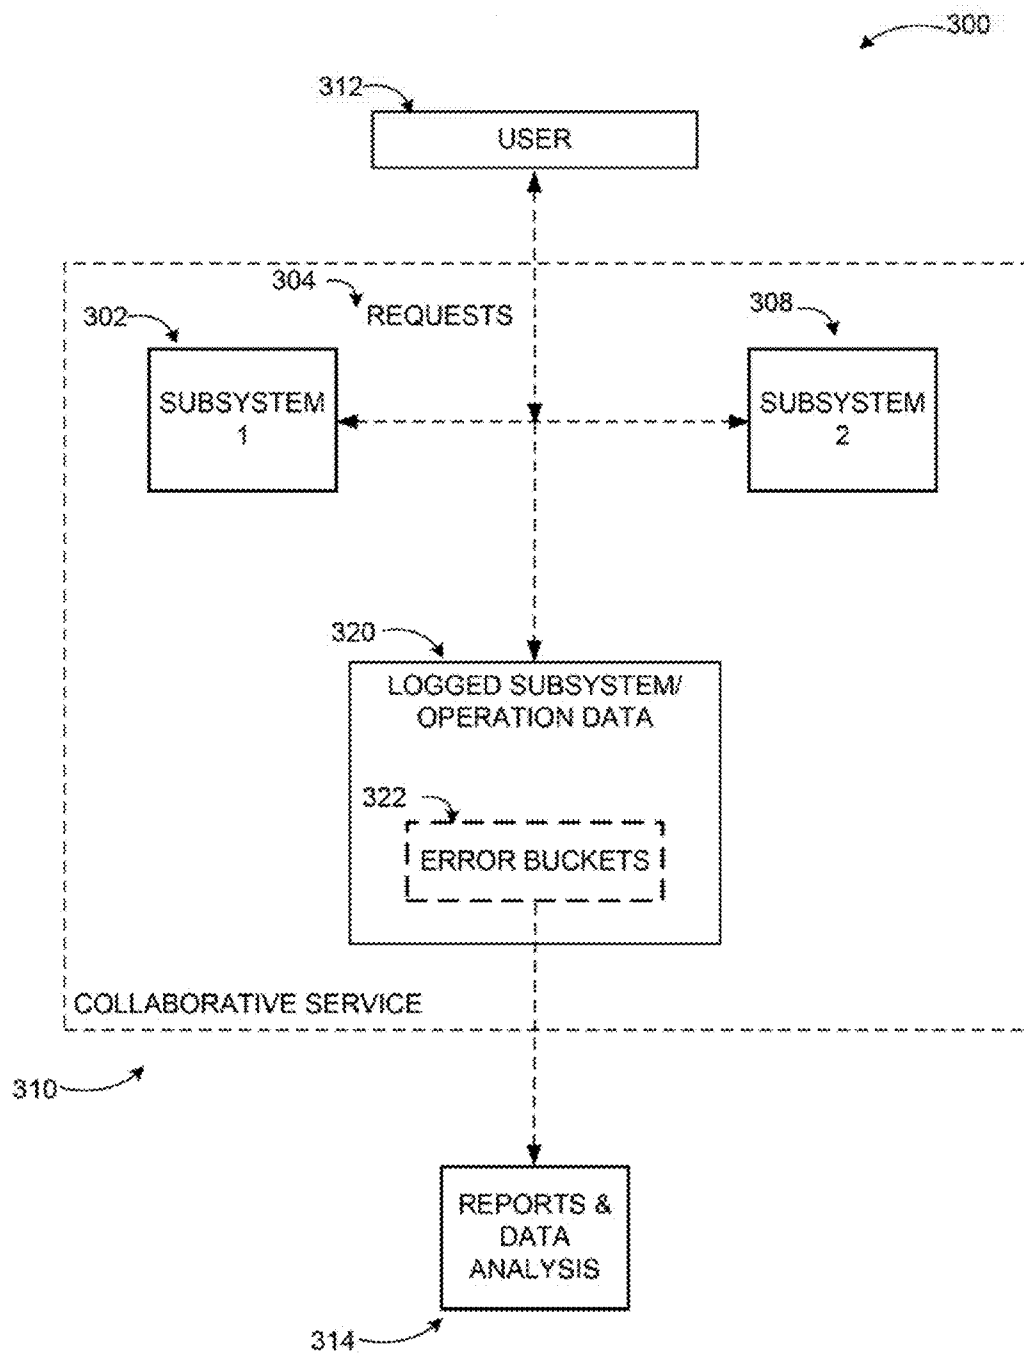 300
312
USER
304
REQUESTS
302
308
SUBSYSTEM
1
SUBSYSTEM
2
320
LOGGED SUBSYSTEM/
OPERATION DATA
322
ERROR BUCKETS
COLLABORATIVE SERVICE
310
REPORTS &
DATA
ANALYSIS
314